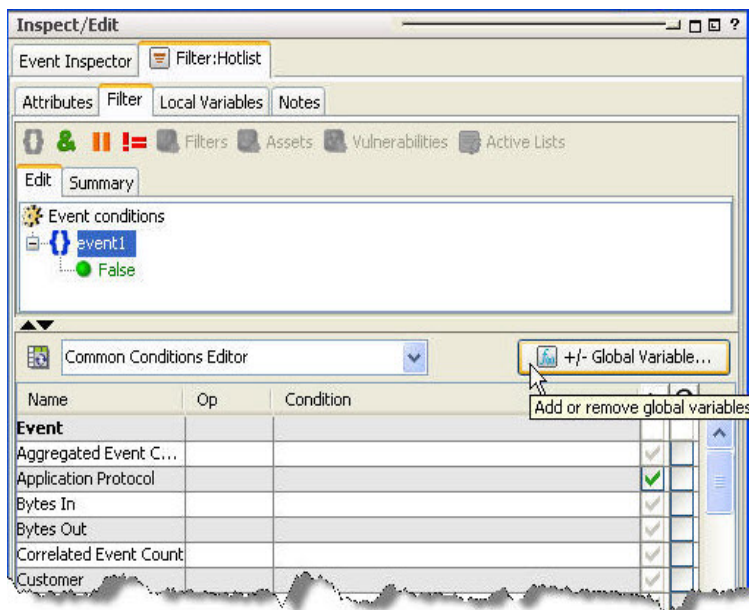 Inspect/Edit ?
Event Inspector Filter:Hotlist
Attributes Filter Local Variables Notes
{} & || != Filters Assets Vulnerabilities Active Lists
Edit Summary
Event conditions
{} event1
False
Common Conditions Editor +/- Global Variable...
Name Op Condition
Add or remove global variables
Event
Aggregated Event C...
Application Protocol
Bytes In
Bytes Out
Correlated Event Count
Customer